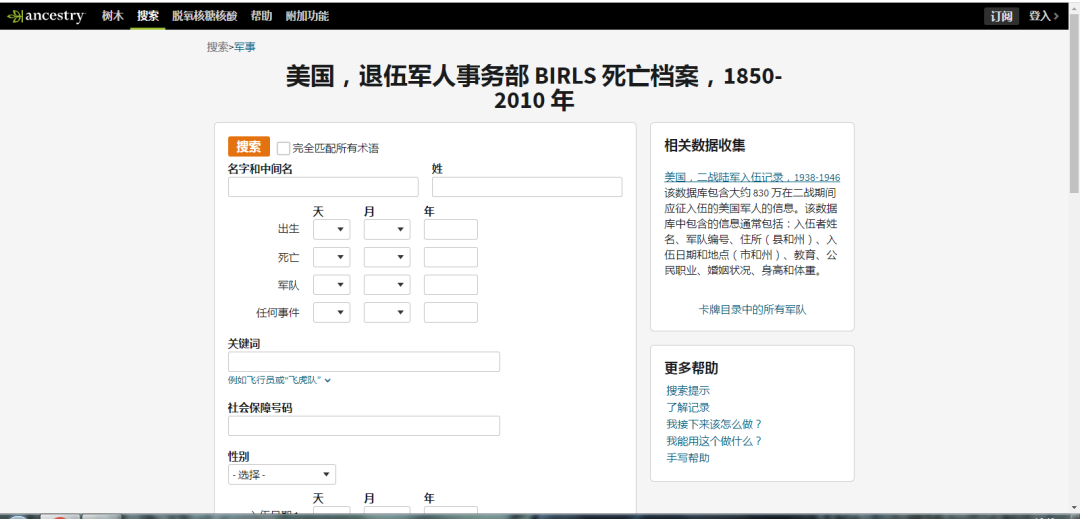 ancestry 树木 搜索 脱氧核糖核酸 帮助 附加功能 订阅 登入 >
搜索>军事
美国，退伍军人事务部 BIRLS 死亡档案，1850-
2010 年
搜索 完全匹配所有术语
名字和中间名 姓
天 月 年
出生
死亡
军队
任何事件
关键词
例如飞行员或“飞虎队”
社会保障号码
性别
- 选择 -
天 月 年
入伍日期 1
相关数据收集
美国，二战陆军入伍记录，1938-1946
该数据库包含大约 830 万在二战期间
应征入伍的美国军人的信息。该数据
库中包含的信息通常包括：入伍者姓
名、军队编号、住所（县和州）、入
伍日期和地点（市和州）、教育、公
民职业、婚姻状况、身高和体重。
卡牌目录中的所有军队
更多帮助
搜索提示
了解记录
我接下来该怎么做？
我能用这个做什么？
手写帮助